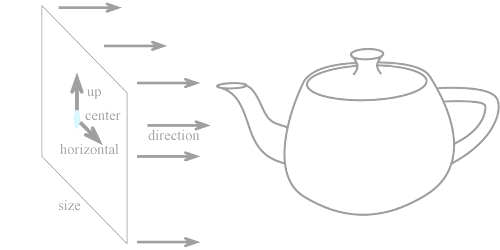 up
center
direction
horizontal
size